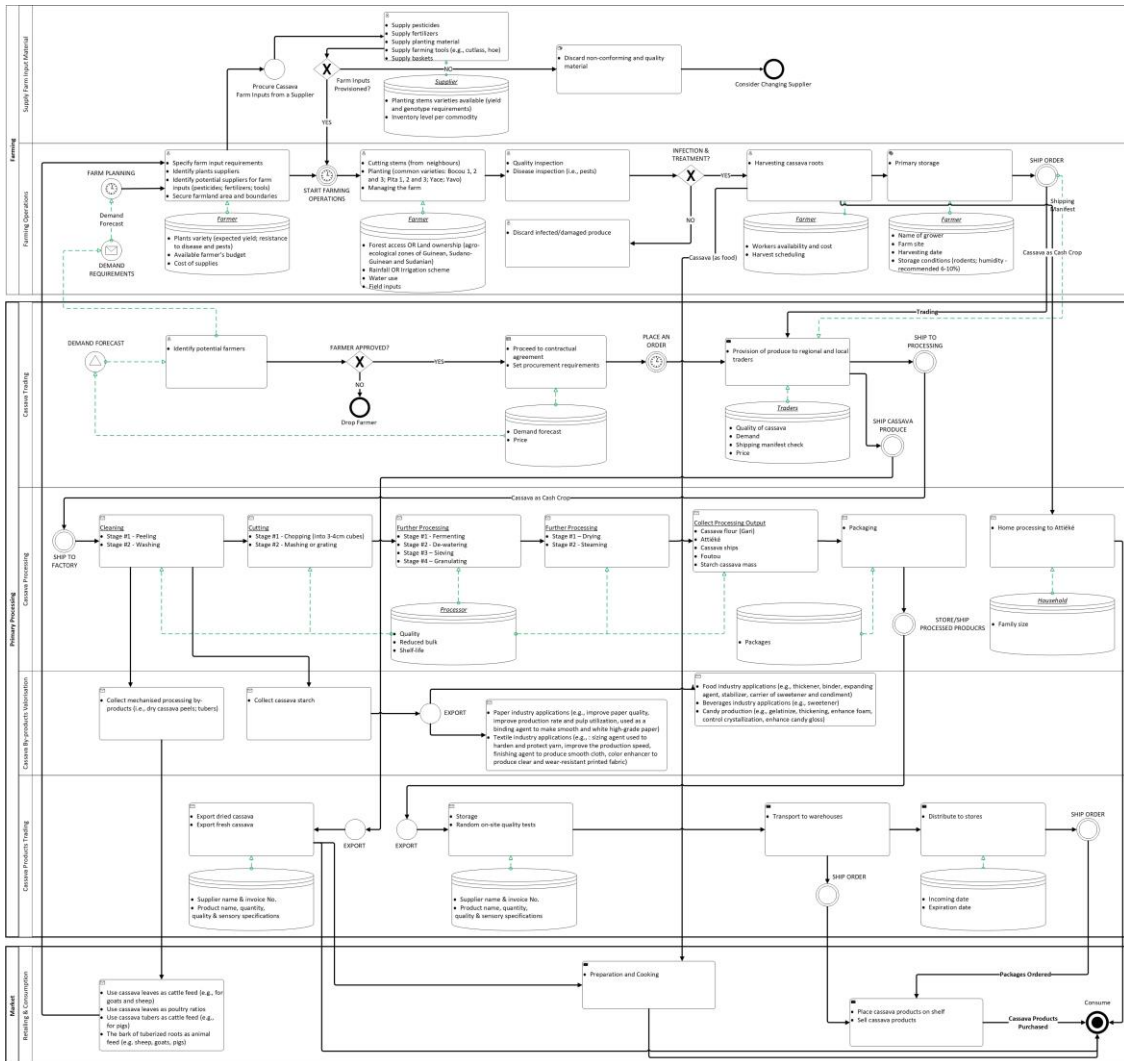 Supply pesticides
Supply fertilizers
Supply planting material
Supply farming tools (e.g., cutlass, hoe)
Supply baskets
Procure Cassava
Farm Inputs from a Supplier
Farm Inputs
Provisioned?
NO
YES
Supplier
Planting stems varieties available (yield
and genotype requirements)
Inventory level per commodity
Discard non-conforming and quality
material
Consider Changing Supplier
Supply Farm Input Material
Farming
Farming Operations
FARM PLANNING
Demand
Forecast
DEMAND
REQUIREMENTS
Specify farm input requirements
Identify plants suppliers
Identify potential suppliers for farm
inputs (pesticides; fertilizers; tools)
Secure farmland area and boundaries
Farmer
Plants variety (expected yield; resistance
to disease and pests)
Available farmer's budget
Cost of supplies
START FARMING
OPERATIONS
Cutting stems (from neighbours)
Planting (common varieties: Bocou 1, 2
and 3; Pita 1, 2 and 3; Yace; Yavo)
Managing the farm
Farmer
Forest access OR Land ownership (agro-
ecological zones of Guinean, Sudano-
Guinean and Sudanian)
Rainfall OR Irrigation scheme
Water use
Field inputs
Quality inspection
Disease inspection (i.e., pests)
Discard infected/damaged produce
INFECTION &
TREATMENT?
YES
NO
Cassava (as food)
Harvesting cassava roots
Farmer
Workers availability and cost
Harvest scheduling
Primary storage
Farmer
Name of grower
Farm site
Harvesting date
Storage conditions (rodents; humidity -
recommended 6-10%)
SHIP ORDER
Shipping
Manifest
Cassava as Cash Crop
Trading
Primary Processing
Cassava Trading
DEMAND FORECAST
Identify potential farmers
FARMER APPROVED?
YES
NO
Drop Farmer
Proceed to contractual
agreement
Set procurement requirements
Demand forecast
Price
PLACE AN
ORDER
Provision of produce to regional and local
traders
Traders
Quality of cassava
Demand
Shipping manifest check
Price
SHIP TO
PROCESSING
SHIP CASSAVA
PRODUCE
Cassava as Cash Crop
Cassava Processing
SHIP TO
FACTORY
Cleaning
Stage #1 - Peeling
Stage #2 - Washing
Cutting
Stage #1 - Chopping (into 3-4cm cubes)
Stage #2 - Mashing or grating
Further Processing
Stage #1 - Fermenting
Stage #2 - De-watering
Stage #3 – Sieving
Stage #4 – Granulating
Further Processing
Stage #1 – Drying
Stage #2 - Steaming
Collect Processing Output
Cassava flour (Gari)
Attiéké
Cassava ships
Foutou
Starch cassava mass
Packaging
Home processing to Attiéké
Processor
Quality
Reduced bulk
Shelf-life
Packages
STORE/SHIP
PROCESSED PRODUCRS
Household
Family size
Cassava By-products Valorisation
Collect mechanised processing by-
products (i.e., dry cassava peels; tubers)
Collect cassava starch
EXPORT
Food industry applications (e.g., thickener, binder, expanding
agent, stabilizer, carrier of sweetener and condiment)
Beverages industry applications (e.g., sweetener)
Candy production (e.g., gelatinize, thickening, enhance foam,
control crystallization, enhance candy gloss)
Paper industry applications (e.g., improve paper quality,
improve production rate and pulp utilization, used as a
binding agent to make smooth and white high-grade paper)
Textile industry applications (e.g., : sizing agent used to
harden and protect yarn, improve the production speed,
finishing agent to produce smooth cloth, color enhancer to
produce clear and wear-resistant printed fabric)
Cassava Products Trading
Export dried cassava
Export fresh cassava
EXPORT
EXPORT
Supplier name & invoice No.
Product name, quantity,
quality & sensory specifications
Storage
Random on-site quality tests
Supplier name & invoice No.
Product name, quantity,
quality & sensory specifications
Transport to warehouses
SHIP ORDER
Distribute to stores
Incoming date
Expiration date
SHIP ORDER
Market
Retailing & Consumption
Use cassava leaves as cattle feed (e.g., for
goats and sheep)
Use cassava leaves as poultry ratios
Use cassava tubers as cattle feed (e.g.,
for pigs)
The bark of tuberized roots as animal
feed (e.g. sheep, goats, pigs)
Preparation and Cooking
Packages Ordered
Place cassava products on shelf
Sell cassava products
Cassava Products
Purchased
Consume